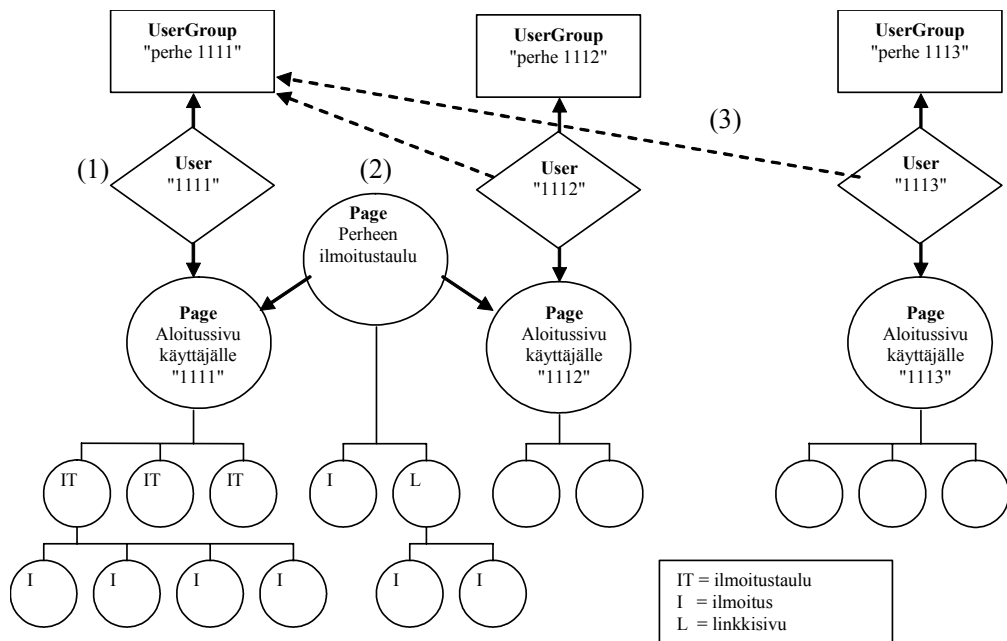 UserGroup
"perhe 1111"
UserGroup
"perhe 1112"
UserGroup
"perhe 1113"
(1)
User
"1111"
(2)
User
"1112"
(3)
User
"1113"
Page
Perheen
ilmoitustaulu
Page
Aloitussivu
käyttäjälle
"1111"
Page
Aloitussivu
käyttäjälle
"1112"
Page
Aloitussivu
käyttäjälle
"1113"
IT
IT
IT
I
L
I
I
I
I
I
I
IT = ilmoitustaulu
I = ilmoitus
L = linkkisivu